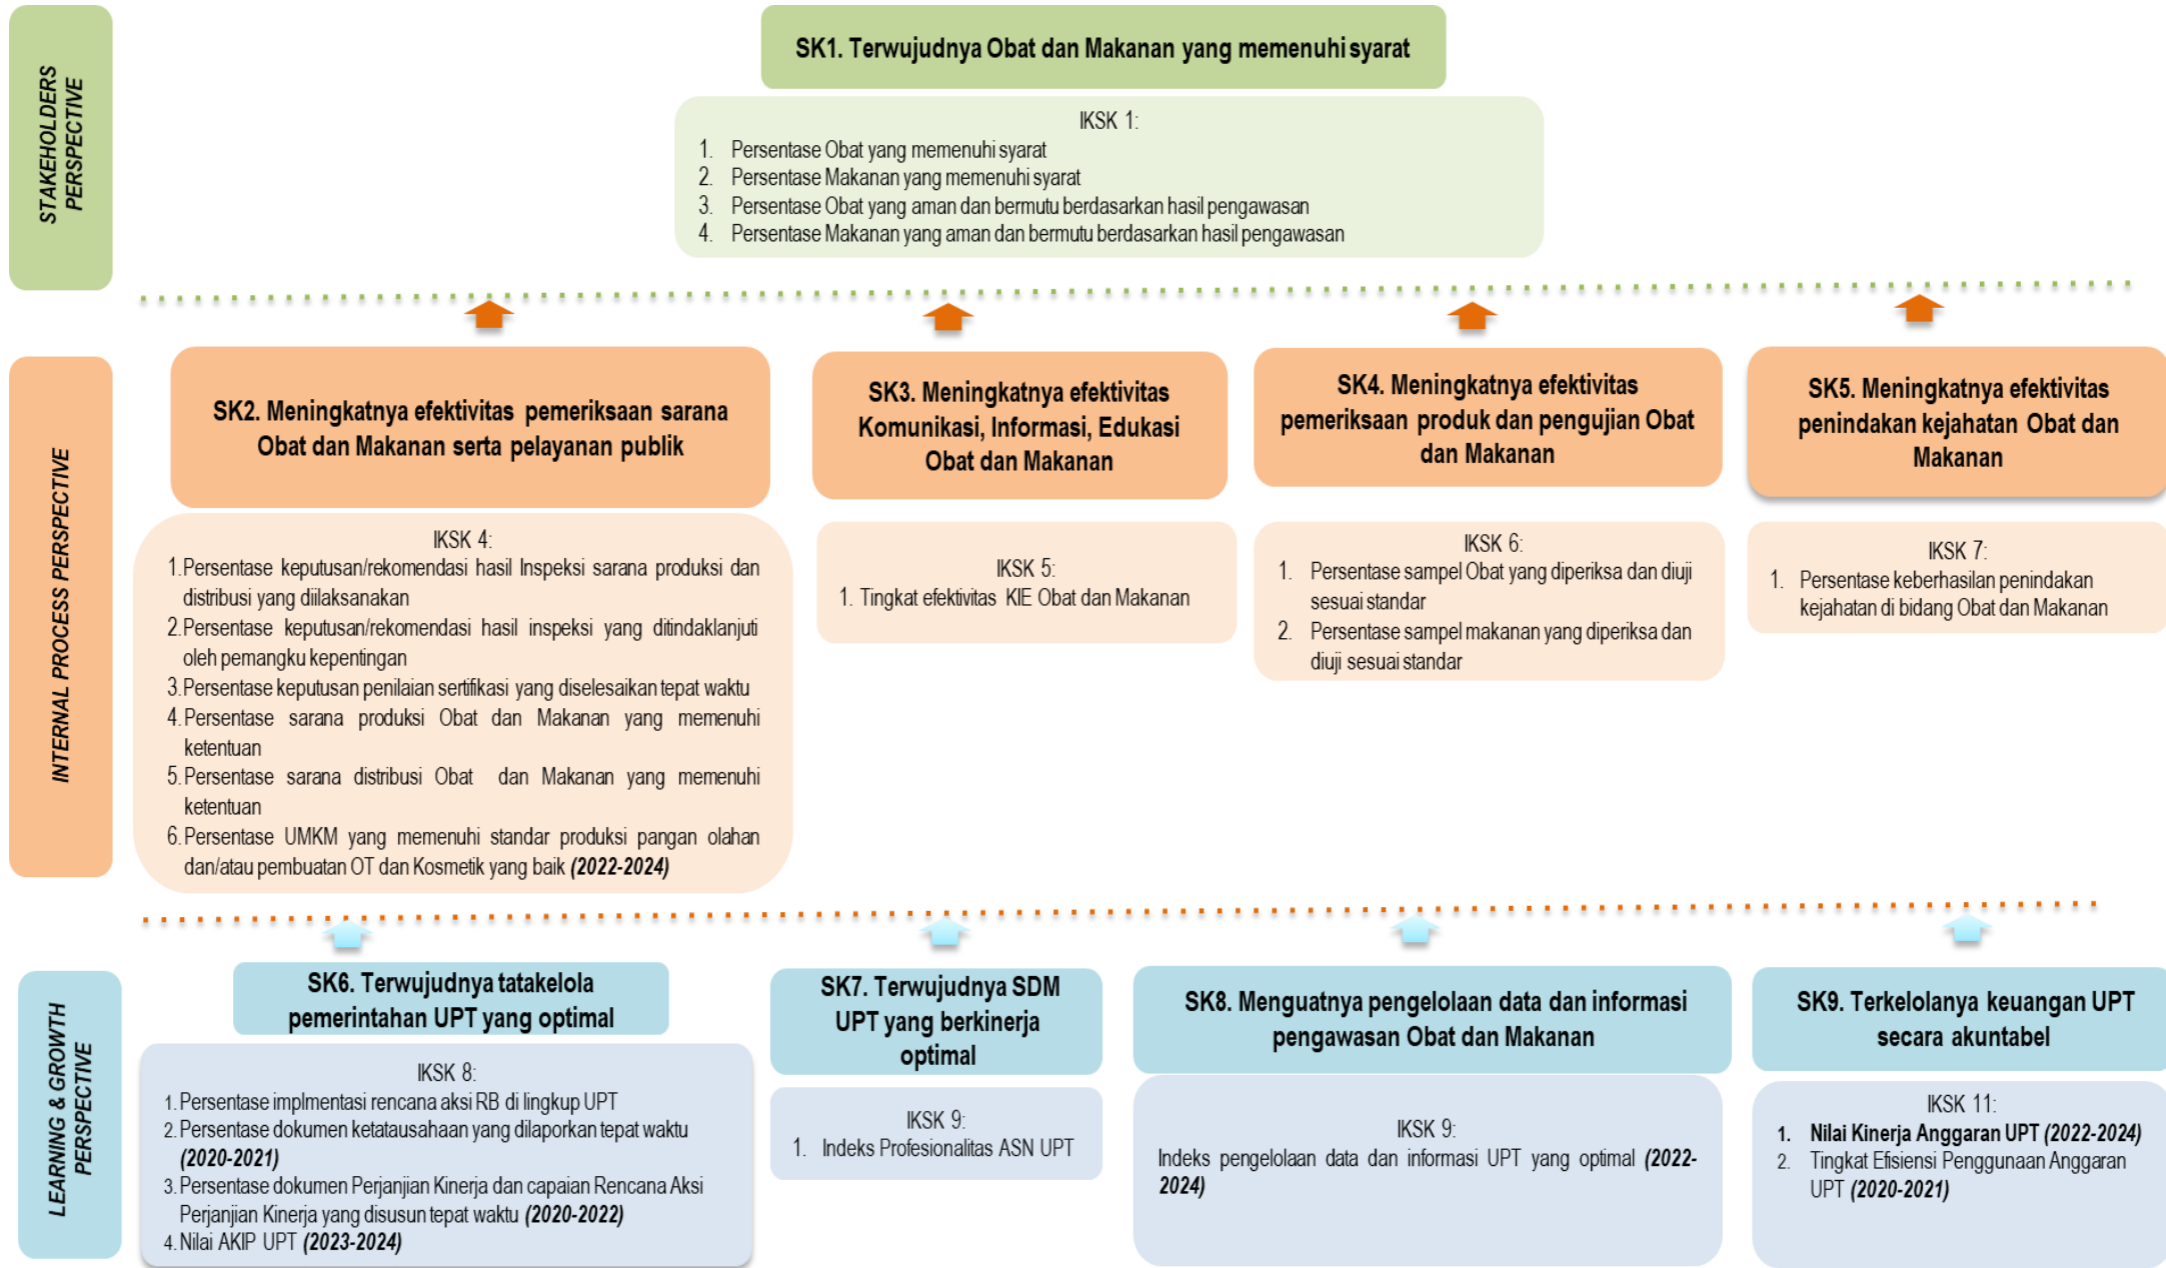 STAKEHOLDERS
PERSPECTIVE
SK1. Terwujudnya Obat dan Makanan yang memenuhi syarat
IKSK 1:
1. Persentase Obat yang memenuhi syarat
2. Persentase Makanan yang memenuhi syarat
3. Persentase Obat yang aman dan bermutu berdasarkan hasil pengawasan
4. Persentase Makanan yang aman dan bermutu berdasarkan hasil pengawasan
INTERNAL PROCESS PERSPECTIVE
SK2. Meningkatnya efektivitas pemeriksaan sarana
Obat dan Makanan serta pelayanan publik
IKSK 4:
1. Persentase keputusan/rekomendasi hasil Inspeksi sarana produksi dan
distribusi yang diilaksanakan
2. Persentase keputusan/rekomendasi hasil inspeksi yang ditindaklanjuti
oleh pemangku kepentingan
3. Persentase keputusan penilaian sertifikasi yang diselesaikan tepat waktu
4. Persentase sarana produksi Obat dan Makanan yang memenuhi
ketentuan
5. Persentase sarana distribusi Obat dan Makanan yang memenuhi
ketentuan
6. Persentase UMKM yang memenuhi standar produksi pangan olahan
dan/atau pembuatan OT dan Kosmetik yang baik (2022-2024)
SK3. Meningkatnya efektivitas
Komunikasi, Informasi, Edukasi
Obat dan Makanan
IKSK 5:
1. Tingkat efektivitas KIE Obat dan Makanan
SK4. Meningkatnya efektivitas
pemeriksaan produk dan pengujian Obat
dan Makanan
IKSK 6:
1. Persentase sampel Obat yang diperiksa dan diuji
sesuai standar
2. Persentase sampel makanan yang diperiksa dan
diuji sesuai standar
SK5. Meningkatnya efektivitas
penindakan kejahatan Obat dan
Makanan
IKSK 7:
1. Persentase keberhasilan penindakan
kejahatan di bidang Obat dan Makanan
LEARNING & GROWTH
PERSPECTIVE
SK6. Terwujudnya tatakelola
pemerintahan UPT yang optimal
IKSK 8:
1. Persentase implmentasi rencana aksi RB di lingkup UPT
2. Persentase dokumen ketatausahaan yang dilaporkan tepat waktu
(2020-2021)
3. Persentase dokumen Perjanjian Kinerja dan capaian Rencana Aksi
Perjanjian Kinerja yang disusun tepat waktu (2020-2022)
4. Nilai AKIP UPT (2023-2024)
SK7. Terwujudnya SDM
UPT yang berkinerja
optimal
IKSK 9:
1. Indeks Profesionalitas ASN UPT
SK8. Menguatnya pengelolaan data dan informasi
pengawasan Obat dan Makanan
IKSK 9:
Indeks pengelolaan data dan informasi UPT yang optimal (2022-
2024)
SK9. Terkelolanya keuangan UPT
secara akuntabel
IKSK 11:
1. Nilai Kinerja Anggaran UPT (2022-2024)
2. Tingkat Efisiensi Penggunaan Anggaran
UPT (2020-2021)